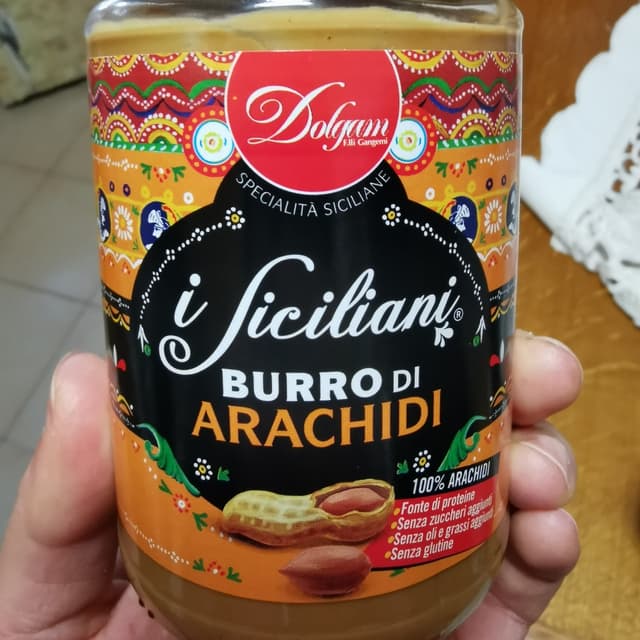 Dolgam
F.lli Gangemi
SPECIALITÀ SICILIANE
i Siciliani®
BURRO DI
ARACHIDI
100% ARACHIDI
• Fonte di proteine
• Senza zuccheri aggiunti
• Senza oli e grassi aggiunti
• Senza glutine